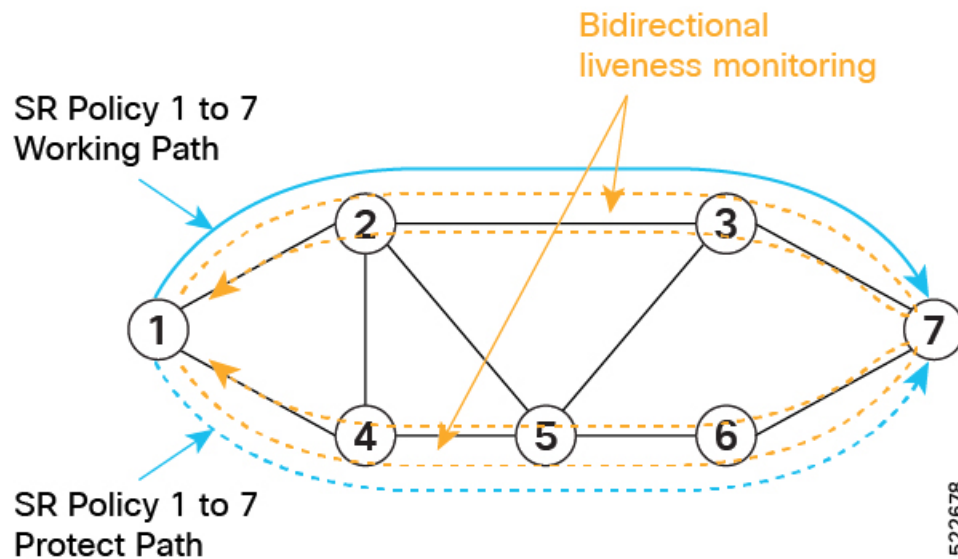 Bidirectional
liveness monitoring
SR Policy 1 to 7
Working Path
2
3
1
7
4
5
6
SR Policy 1 to 7
Protect Path
522678